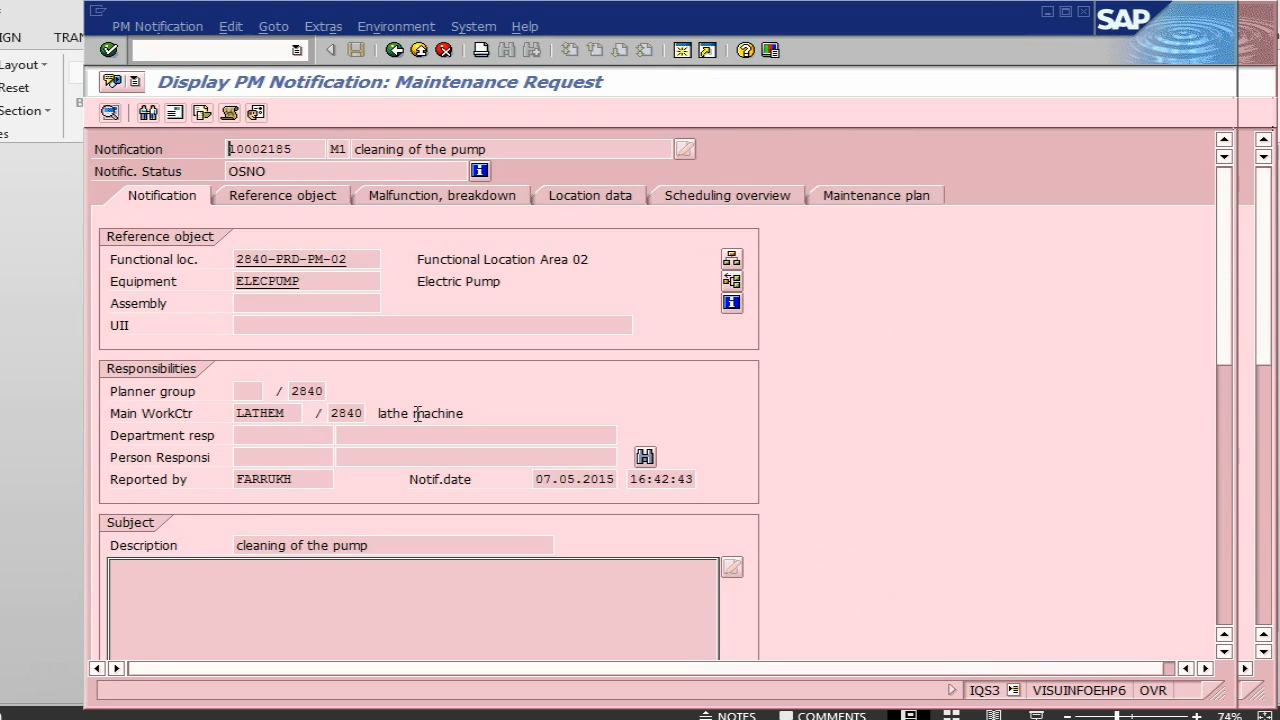 IGN TRAN
PM Notification Edit Goto Extras Environment System Help
SAP
Layout
Display PM Notification: Maintenance Request
Reset
Section
es
Notification 10002185 M1 cleaning of the pump
Notific. Status OSNO
Notification Reference object Malfunction, breakdown Location data Scheduling overview Maintenance plan
Reference object
Functional loc. 2840-PRD-PM-02 Functional Location Area 02
Equipment ELECPUMP Electric Pump
Assembly
UII
Responsibilities
Planner group / 2840
Main WorkCtr LATHEM / 2840 lathe machine
Department resp
Person Responsi
Reported by FARRUKH Notif.date 07.05.2015 16:42:43
Subject
Description cleaning of the pump
IQS3 VISUINFOEHP6 OVR
NOTES COMMENTS 74%